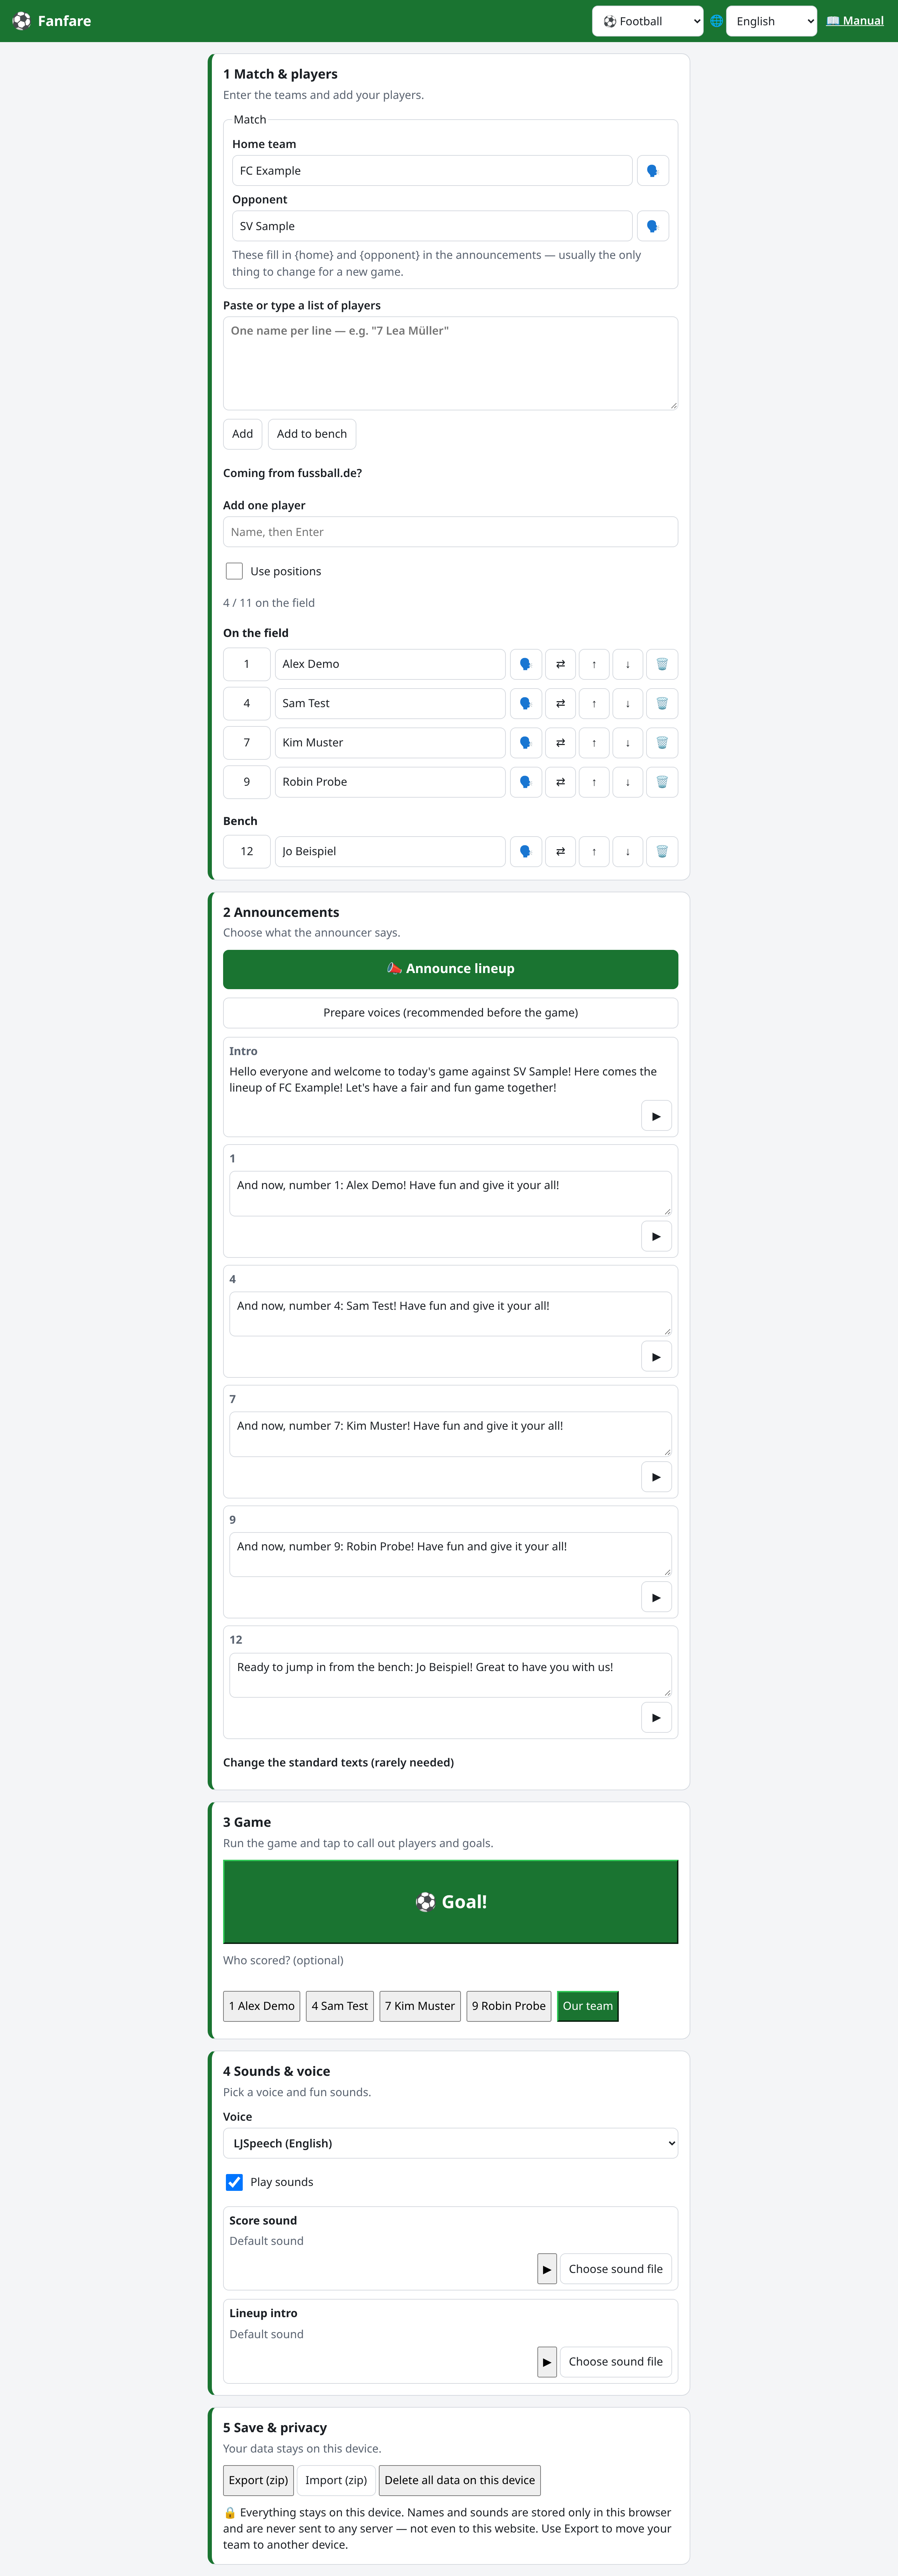 ⚽ Fanfare
⚽ Football
🌐 English
📖 Manual
1 Match & players
Enter the teams and add your players.
Match
Home team
FC Example
🗣️
Opponent
SV Sample
🗣️
These fill in {home} and {opponent} in the announcements — usually the only
thing to change for a new game.
Paste or type a list of players
One name per line — e.g. "7 Lea Müller"
Add
Add to bench
Coming from fussball.de?
Add one player
Name, then Enter
Use positions
4 / 11 on the field
On the field
1 Alex Demo 🗣️ ⇄ ↑ ↓ 🗑️
4 Sam Test 🗣️ ⇄ ↑ ↓ 🗑️
7 Kim Muster 🗣️ ⇄ ↑ ↓ 🗑️
9 Robin Probe 🗣️ ⇄ ↑ ↓ 🗑️
Bench
12 Jo Beispiel 🗣️ ⇄ ↑ ↓ 🗑️
2 Announcements
Choose what the announcer says.
📣 Announce lineup
Prepare voices (recommended before the game)
Intro
Hello everyone and welcome to today's game against SV Sample! Here comes the
lineup of FC Example! Let's have a fair and fun game together!
▶
1
And now, number 1: Alex Demo! Have fun and give it your all!
▶
4
And now, number 4: Sam Test! Have fun and give it your all!
▶
7
And now, number 7: Kim Muster! Have fun and give it your all!
▶
9
And now, number 9: Robin Probe! Have fun and give it your all!
▶
12
Ready to jump in from the bench: Jo Beispiel! Great to have you with us!
▶
Change the standard texts (rarely needed)
3 Game
Run the game and tap to call out players and goals.
⚽ Goal!
Who scored? (optional)
1 Alex Demo
4 Sam Test
7 Kim Muster
9 Robin Probe
Our team
4 Sounds & voice
Pick a voice and fun sounds.
Voice
LJSpeech (English)
Play sounds
Score sound
Default sound
▶ Choose sound file
Lineup intro
Default sound
▶ Choose sound file
5 Save & privacy
Your data stays on this device.
Export (zip)
Import (zip)
Delete all data on this device
🔒 Everything stays on this device. Names and sounds are stored only in this browser
and are never sent to any server — not even to this website. Use Export to move your
team to another device.